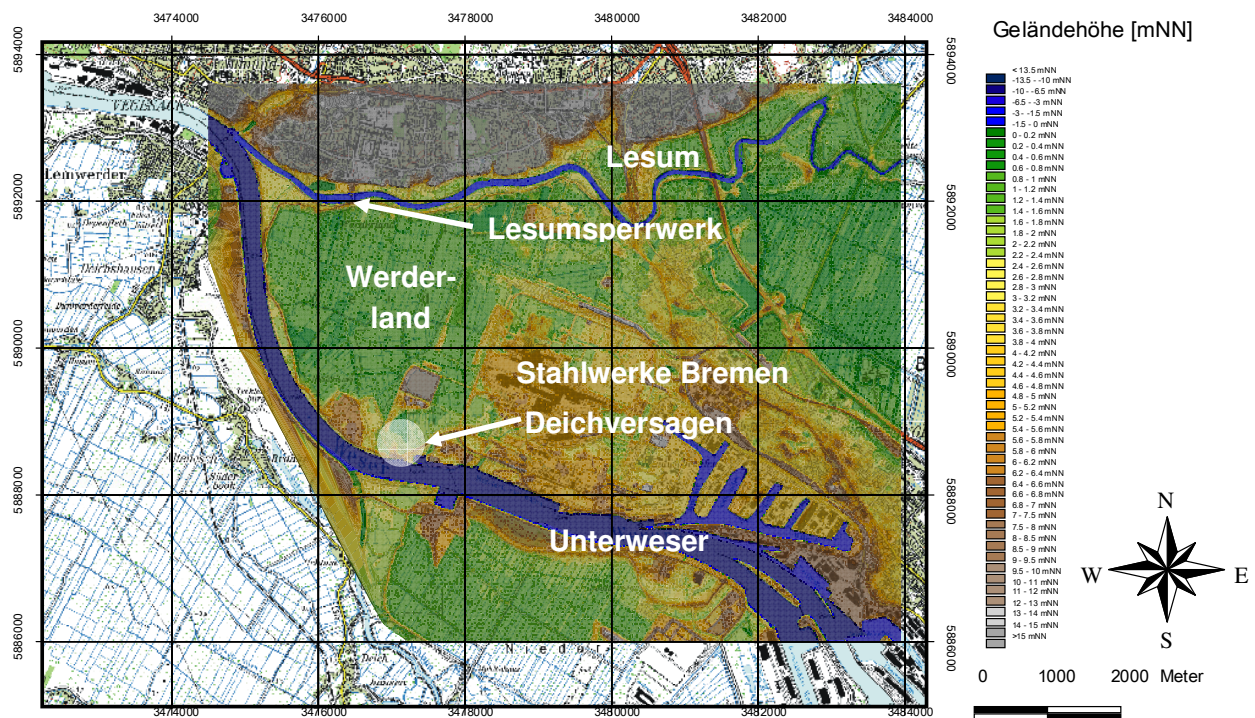 3474000 3476000 3478000 3480000 3482000 3484000
5894000
5892000
5890000
5888000
5886000
5894000
5892000
5890000
5888000
5886000
VEGESACK
Lemwerder
Lesum
Lesumsperrwerk
Werder-
land
Stahlwerke Bremen
Deichversagen
Unterweser
3474000 3476000 3478000 3480000 3482000 3484000
Geländehöhe [mNN]
< 13.5 mNN
-13.5 - -10 mNN
-10 - -6.5 mNN
-6.5 - -3 mNN
-3 - -1.5 mNN
-1.5 - 0 mNN
0 - 0.2 mNN
0.2 - 0.4 mNN
0.4 - 0.6 mNN
0.6 - 0.8 mNN
0.8 - 1 mNN
1 - 1.2 mNN
1.2 - 1.4 mNN
1.4 - 1.6 mNN
1.6 - 1.8 mNN
1.8 - 2 mNN
2 - 2.2 mNN
2.2 - 2.4 mNN
2.4 - 2.6 mNN
2.6 - 2.8 mNN
2.8 - 3 mNN
3 - 3.2 mNN
3.2 - 3.4 mNN
3.4 - 3.6 mNN
3.6 - 3.8 mNN
3.8 - 4 mNN
4 - 4.2 mNN
4.2 - 4.4 mNN
4.4 - 4.6 mNN
4.6 - 4.8 mNN
4.8 - 5 mNN
5 - 5.2 mNN
5.2 - 5.4 mNN
5.4 - 5.6 mNN
5.6 - 5.8 mNN
5.8 - 6 mNN
6 - 6.2 mNN
6.2 - 6.4 mNN
6.4 - 6.6 mNN
6.6 - 6.8 mNN
6.8 - 7 mNN
7 - 7.5 mNN
7.5 - 8 mNN
8 - 8.5 mNN
8.5 - 9 mNN
9 - 9.5 mNN
9.5 - 10 mNN
10 - 11 mNN
11 - 12 mNN
12 - 13 mNN
13 - 14 mNN
14 - 15 mNN
>15 mNN
N
W E
S
0 1000 2000 Meter